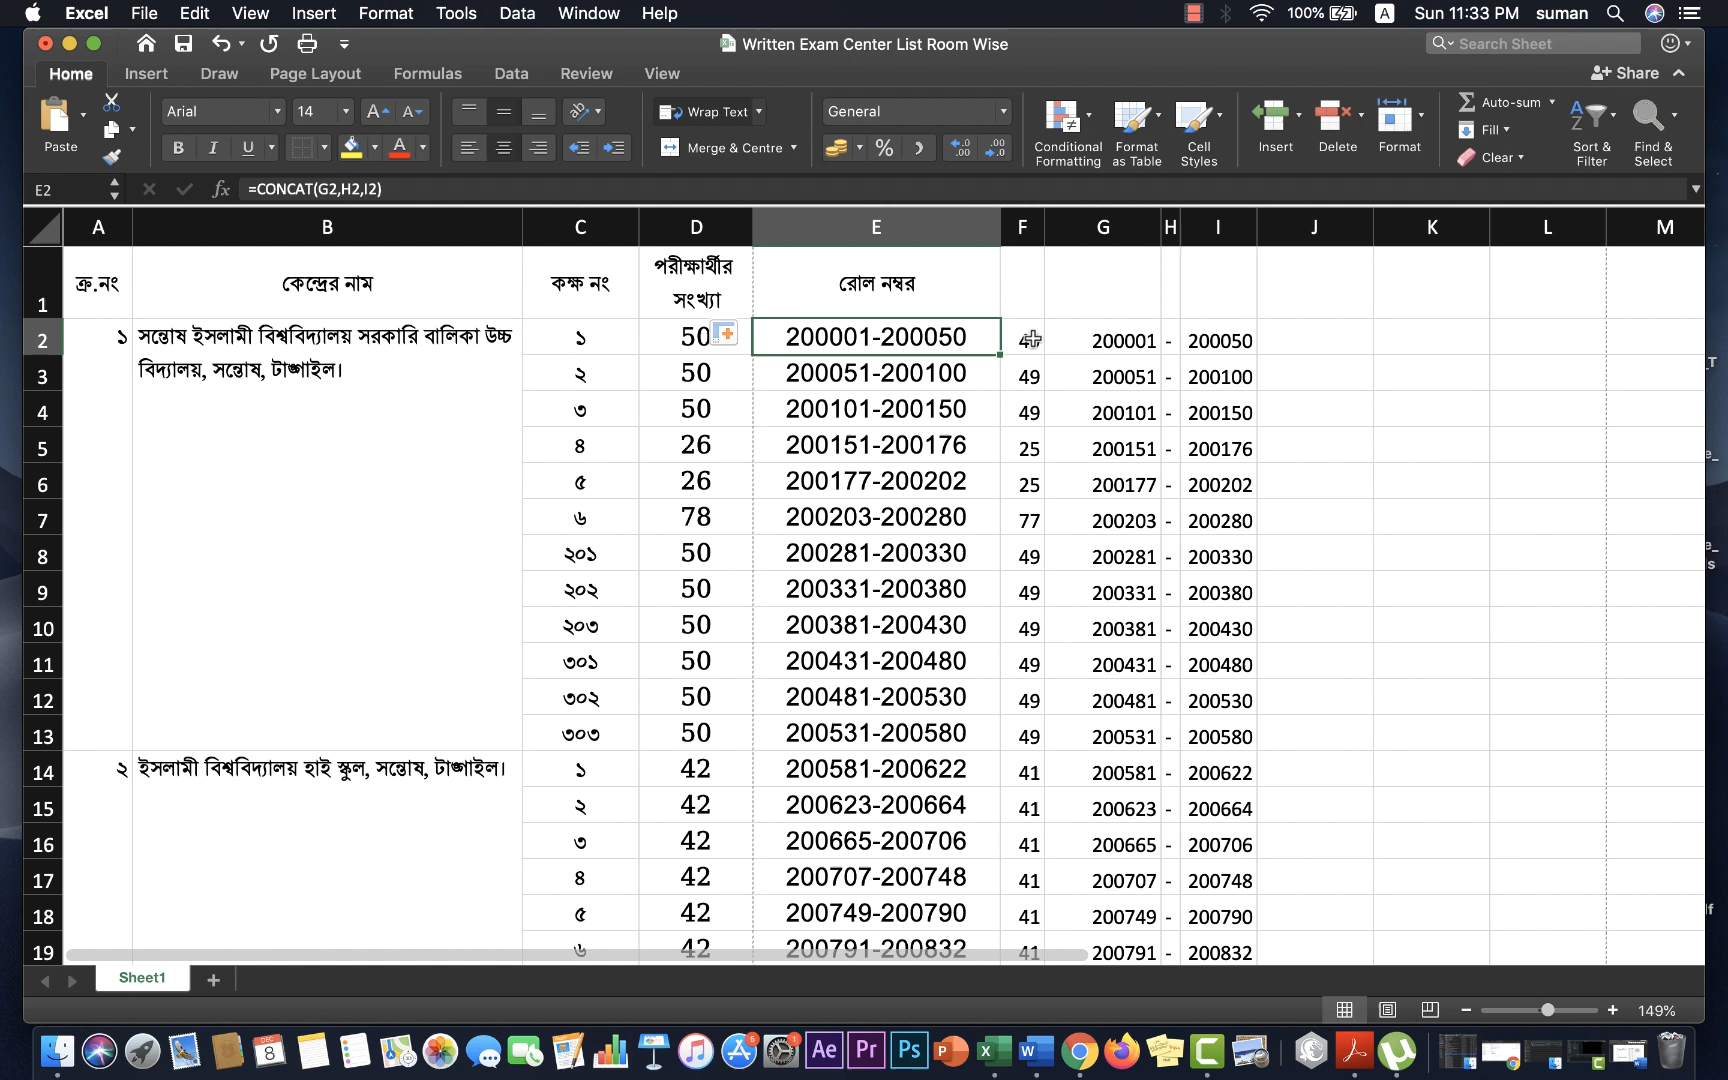 Excel File Edit View Insert Format Tools Data Window Help 100% A Sun 11:33 PM suman
Written Exam Center List Room Wise Search Sheet
Home Insert Draw Page Layout Formulas Data Review View Share
Paste Arial 14 A A Wrap Text General Conditional Formatting Format as Table Cell Styles Insert Delete Format Auto-sum Sort & Filter Find & Select
B I U A Merge & Centre % Fill
Clear
E2 fx =CONCAT(G2,H2,I2)
A B C D E F G H I J K L M
1 ক্র.নং কেন্দ্রের নাম কক্ষ নং পরীক্ষার্থীর সংখ্যা রোল নম্বর
2 ১ সন্তোষ ইসলামী বিশ্ববিদ্যালয় সরকারি বালিকা উচ্চ ১ 50 200001-200050 200001 - 200050
3 বিদ্যালয়, সন্তোষ, টাঙ্গাইল। ২ 50 200051-200100 49 200051 - 200100
4 ৩ 50 200101-200150 49 200101 - 200150
5 ৪ 26 200151-200176 25 200151 - 200176
6 ৫ 26 200177-200202 25 200177 - 200202
7 ৬ 78 200203-200280 77 200203 - 200280
8 ২০১ 50 200281-200330 49 200281 - 200330
9 ২০২ 50 200331-200380 49 200331 - 200380
10 ২০৩ 50 200381-200430 49 200381 - 200430
11 ৩০১ 50 200431-200480 49 200431 - 200480
12 ৩০২ 50 200481-200530 49 200481 - 200530
13 ৩০৩ 50 200531-200580 49 200531 - 200580
14 ২ ইসলামী বিশ্ববিদ্যালয় হাই স্কুল, সন্তোষ, টাঙ্গাইল। ১ 42 200581-200622 41 200581 - 200622
15 ২ 42 200623-200664 41 200623 - 200664
16 ৩ 42 200665-200706 41 200665 - 200706
17 ৪ 42 200707-200748 41 200707 - 200748
18 ৫ 42 200749-200790 41 200749 - 200790
19 ৬ 42 200791-200832 41 200791 - 200832
Sheet1
149%
8 Ae Pr Ps P X W